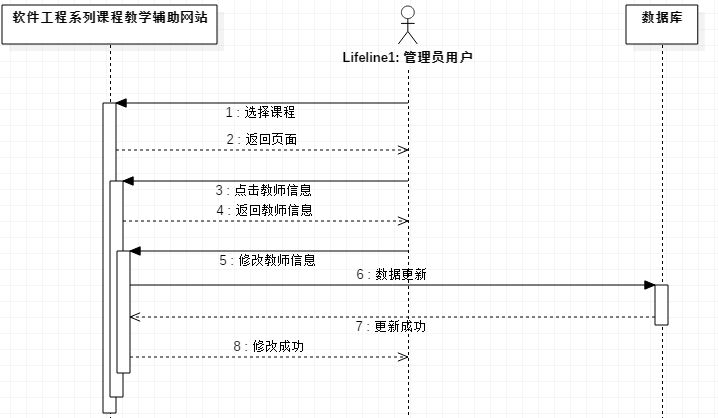 软件工程系列课程教学辅助网站
Lifeline1: 管理员用户
数据库
1 : 选择课程
2 : 返回页面
3 : 点击教师信息
4 : 返回教师信息
5 : 修改教师信息
6 : 数据更新
7 : 更新成功
8 : 修改成功